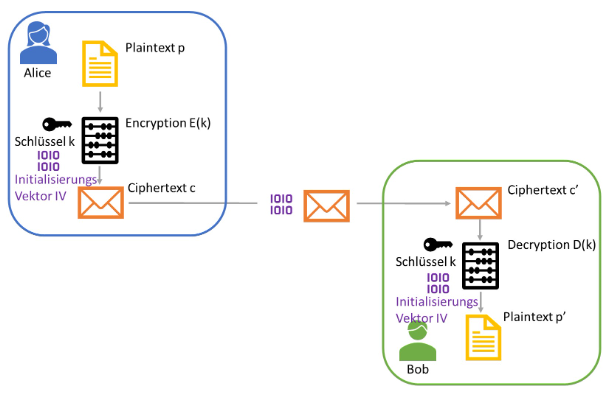 Plaintext p
Alice
Encryption E(k)
Schlüssel k
1010
1010
Initialisierungs
Vektor IV
Ciphertext c
1010
1010
Ciphertext c'
Decryption D(k)
Schlüssel k
1010
1010
Initialisierungs
Vektor IV
Plaintext p'
Bob